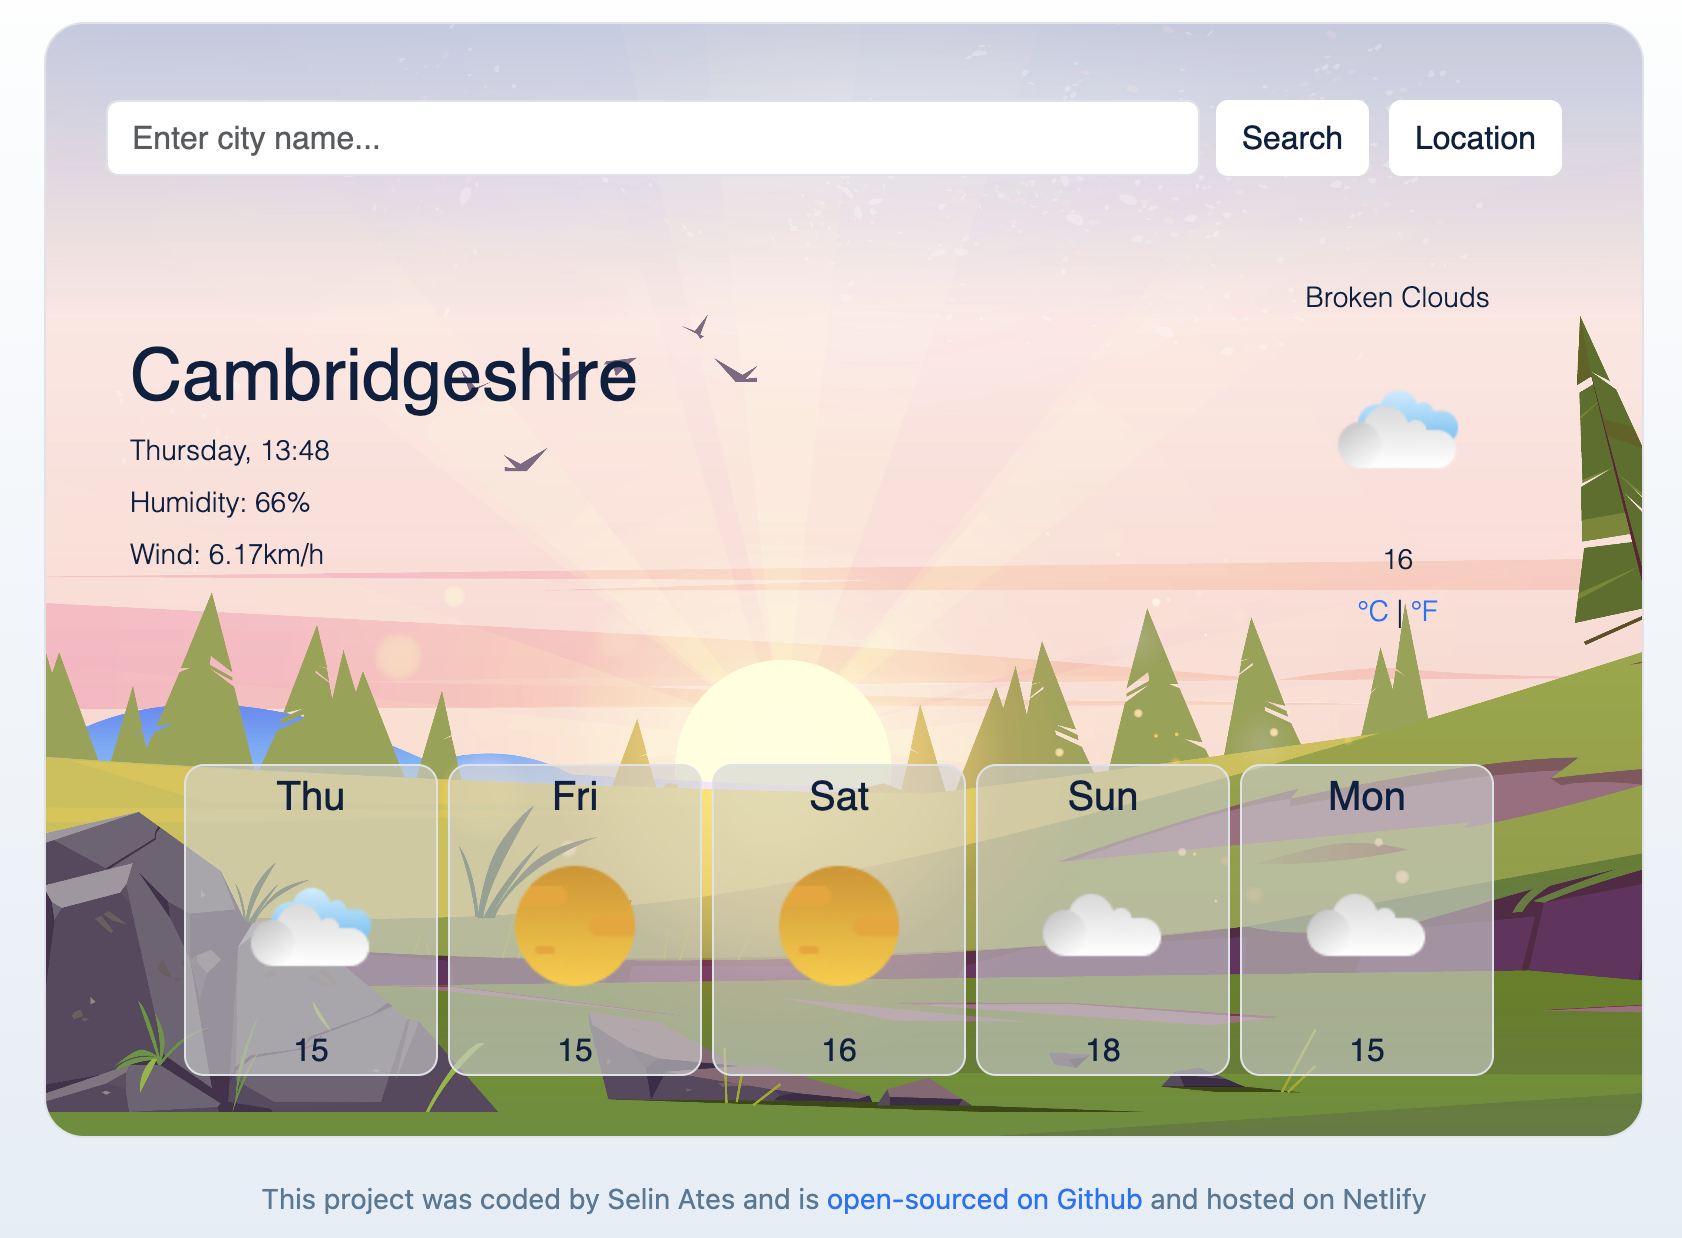 Enter city name...
Search
Location
Broken Clouds
Cambridgeshire
Thursday, 13:48
Humidity: 66%
Wind: 6.17km/h
16
°C | °F
Thu
Fri
Sat
Sun
Mon
15
15
16
18
15
This project was coded by Selin Ates and is open-sourced on Github and hosted on Netlify